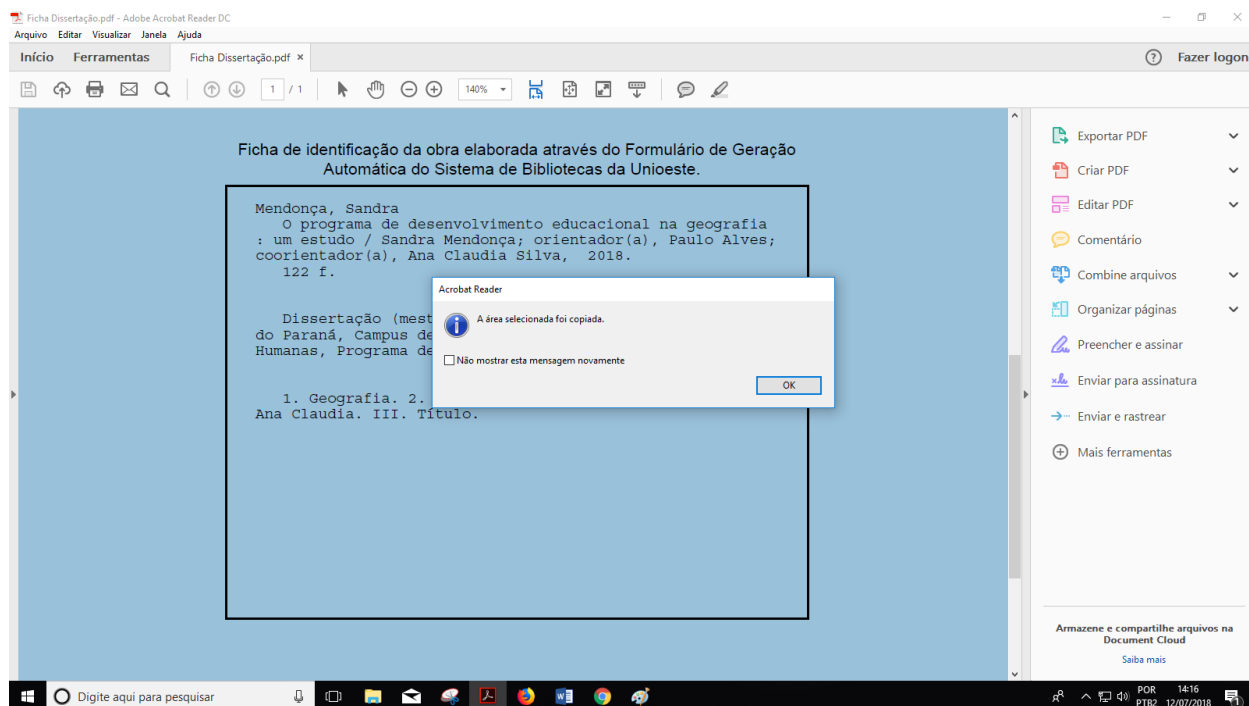 Ficha Dissertação.pdf - Adobe Acrobat Reader DC
Arquivo Editar Visualizar Janela Ajuda
Início Ferramentas Ficha Dissertação.pdf × ? Fazer logon
1 / 1 140%
Ficha de identificação da obra elaborada através do Formulário de Geração
Automática do Sistema de Bibliotecas da Unioeste.
Mendonça, Sandra
O programa de desenvolvimento educacional na geografia
: um estudo / Sandra Mendonça; orientador(a), Paulo Alves;
coorientador(a), Ana Claudia Silva, 2018.
122 f.
Dissertação (mest
do Paraná, Campus de
Humanas, Programa de
1. Geografia. 2.
Ana Claudia. III. Título.
Acrobat Reader
A área selecionada foi copiada.
Não mostrar esta mensagem novamente
OK
Exportar PDF
Criar PDF
Editar PDF
Comentário
Combine arquivos
Organizar páginas
Preencher e assinar
Enviar para assinatura
Enviar e rastrear
Mais ferramentas
Armazene e compartilhe arquivos na
Document Cloud
Saiba mais
Digite aqui para pesquisar
POR 14:16
PTB2 12/07/2018